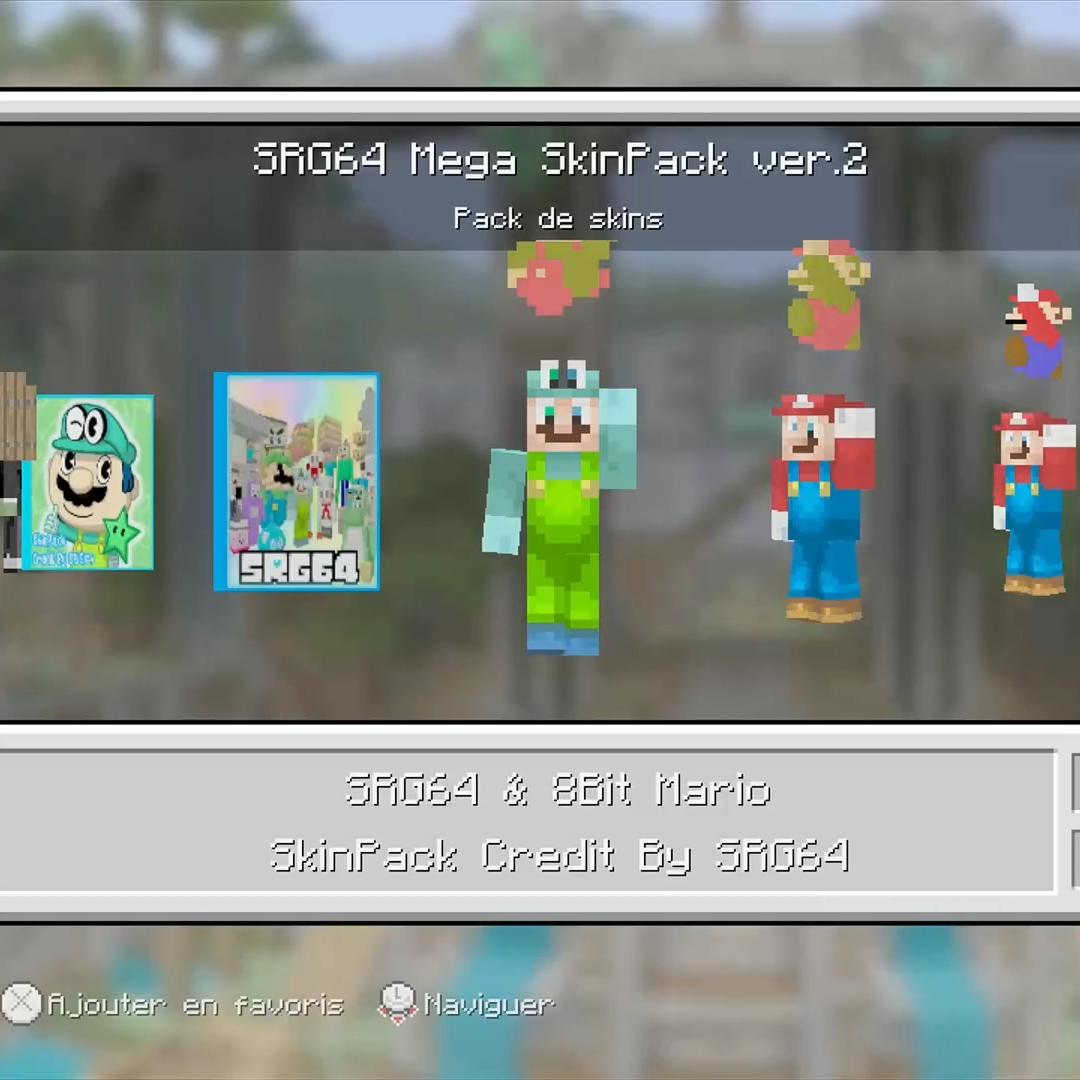 SRG64 Mega SkinPack ver.2
Pack de skins
SRG64
SRG64 & 8Bit Mario
SkinPack Credit By SRG64
Ajouter en favoris
Naviguer